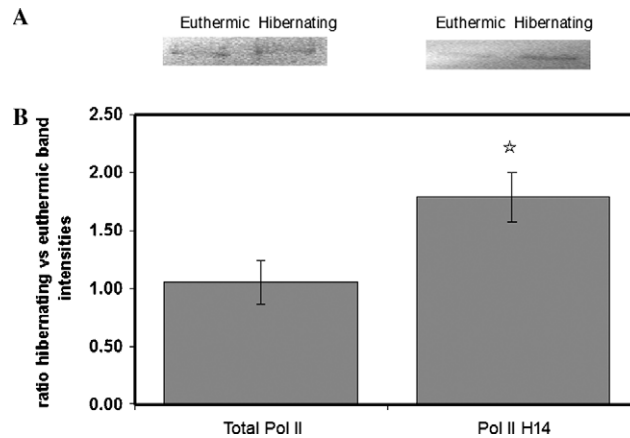 A
Euthermic Hibernating
Euthermic Hibernating
B
ratio hibernating vs euthermic band
intensities
2.50
2.00
1.50
1.00
0.50
0.00
☆
Total Pol II
Pol II H14